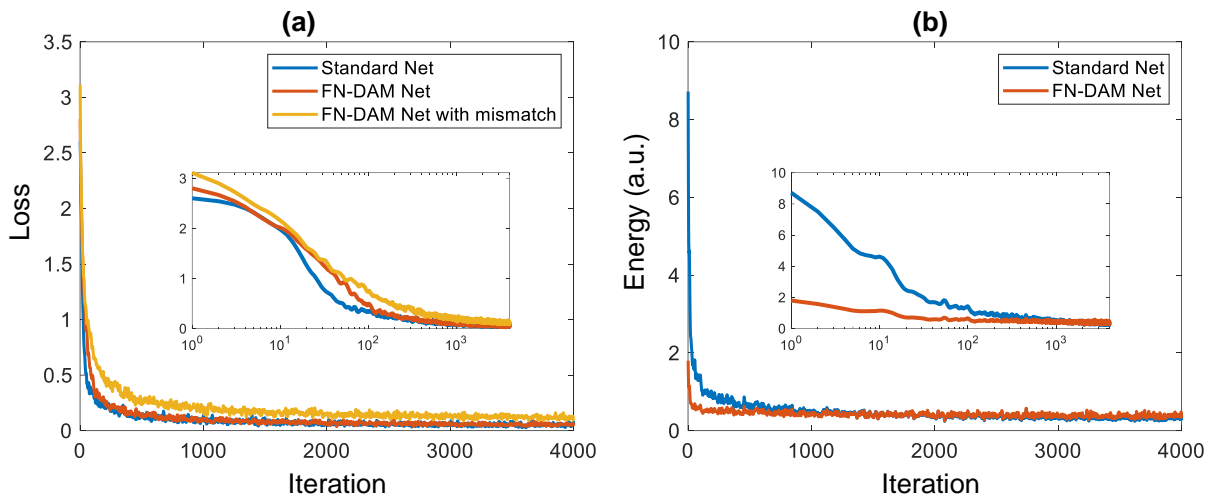 (a)
3.5
3
2.5
2
1.5
1
0.5
0
0 1000 2000 3000 4000
Loss
Iteration
Standard Net
FN-DAM Net
FN-DAM Net with mismatch
3
2
1
0
10^0 10^1 10^2 10^3
(b)
10
8
6
4
2
0
0 1000 2000 3000 4000
Energy (a.u.)
Iteration
Standard Net
FN-DAM Net
10
8
6
4
2
0
10^0 10^1 10^2 10^3